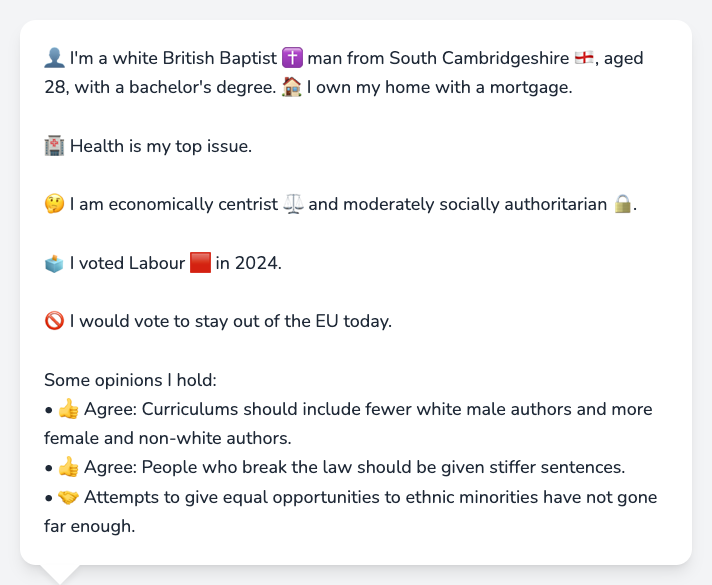 👤 I'm a white British Baptist ✝️ man from South Cambridgeshire 🏴󠁧󠁢󠁥󠁮󠁧󠁿, aged
28, with a bachelor's degree. 🏠 I own my home with a mortgage.
🏥 Health is my top issue.
🤔 I am economically centrist ⚖️ and moderately socially authoritarian 🔒.
🗳️ I voted Labour 🟥 in 2024.
🚫 I would vote to stay out of the EU today.
Some opinions I hold:
• 👍 Agree: Curriculums should include fewer white male authors and more
female and non-white authors.
• 👍 Agree: People who break the law should be given stiffer sentences.
• 🤝 Attempts to give equal opportunities to ethnic minorities have not gone
far enough.